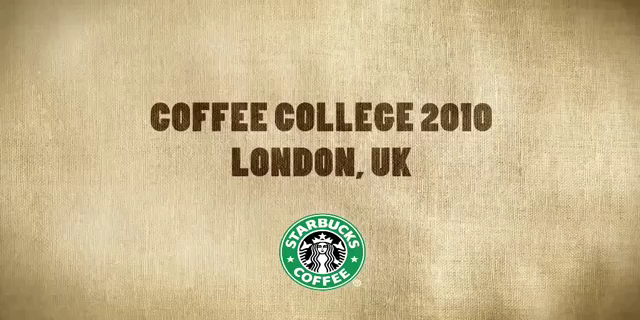 COFFEE COLLEGE 2010
LONDON, UK
STARBUCKS
COFFEE